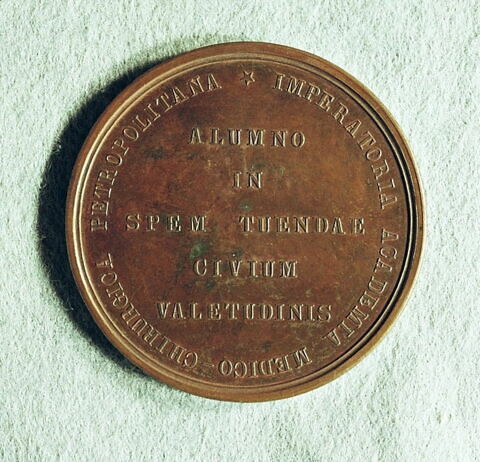 IMPERATORIA ACADEMIA MEDICO-CHIRURGICA PETROPOLITANA
ALUMNO
IN
SPEM TUENDAE
CIVIUM
VALETUDINIS